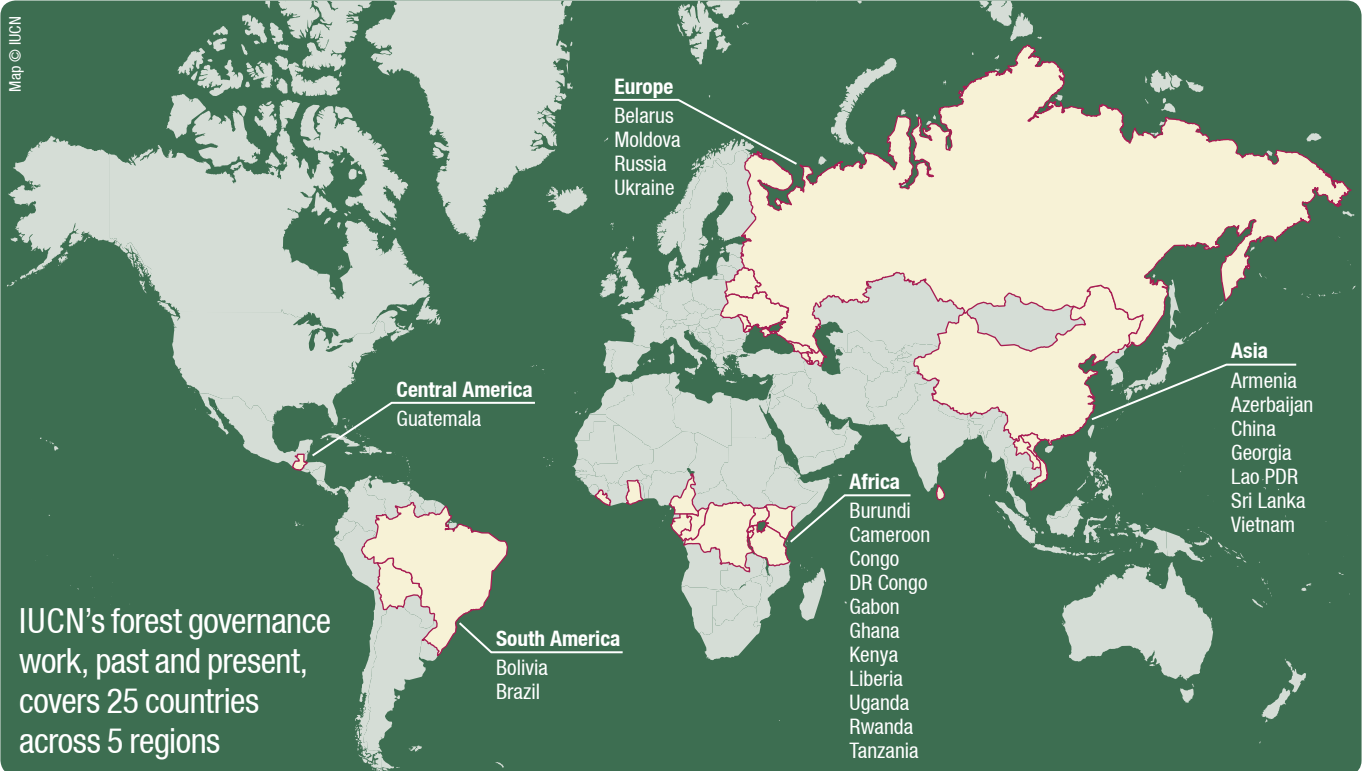 Map © IUCN
Europe
Belarus
Moldova
Russia
Ukraine
Central America
Guatemala
Asia
Armenia
Azerbaijan
China
Georgia
Lao PDR
Sri Lanka
Vietnam
Africa
Burundi
Cameroon
Congo
DR Congo
Gabon
Ghana
Kenya
Liberia
Uganda
Rwanda
Tanzania
South America
Bolivia
Brazil
IUCN’s forest governance
work, past and present,
covers 25 countries
across 5 regions